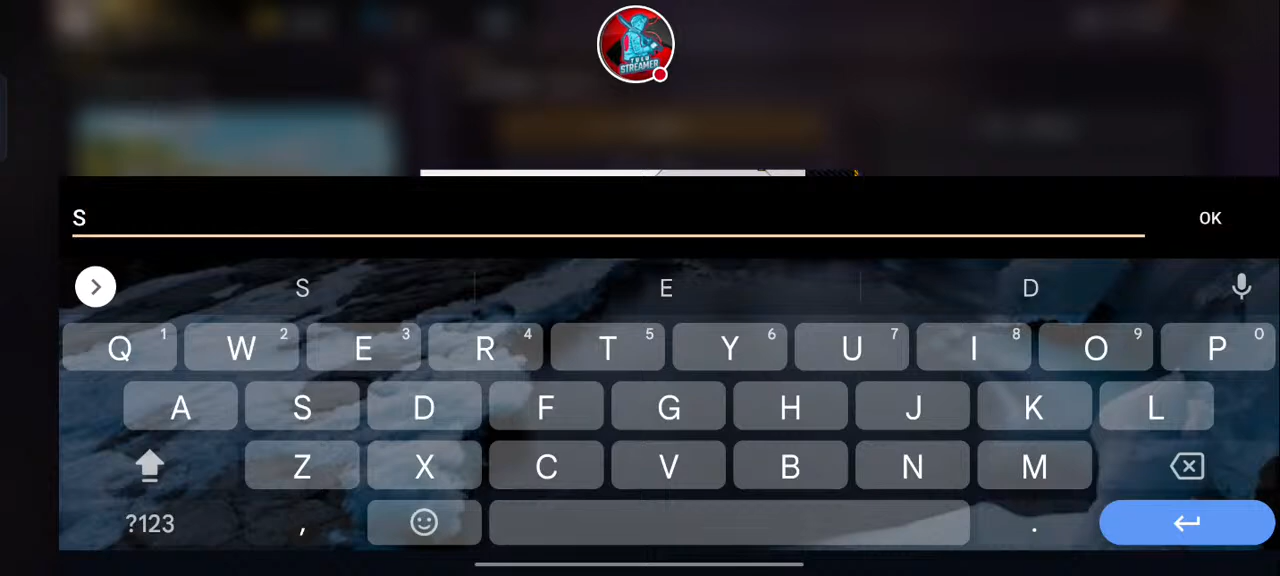 STREAMER
S
OK
S E D
Q 1 W 2 E 3 R 4 T 5 Y 6 U 7 I 8 O 9 P 0
A S D F G H J K L
Z X C V B N M
?123 , .